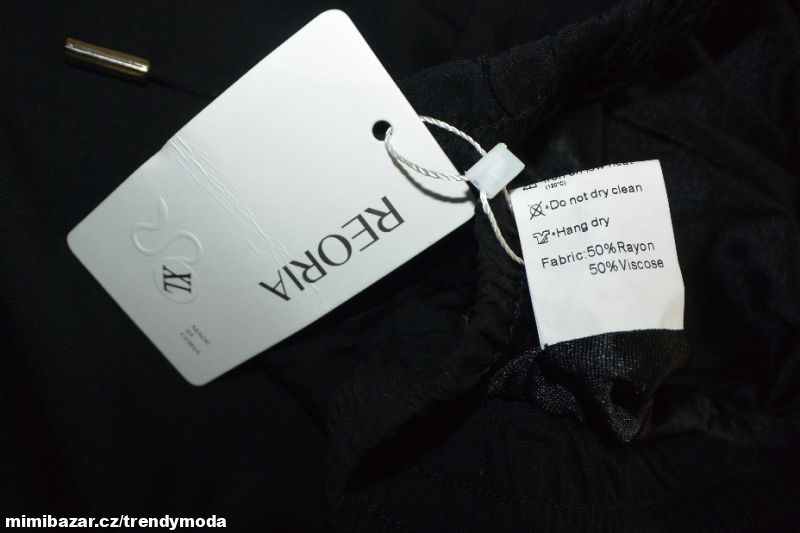 REORIA
XL
MADE
IN
CHINA
(150°C)
•Do not dry clean
•Hang dry
Fabric:50%Rayon
50%Viscose
mimibazar.cz/trendymoda